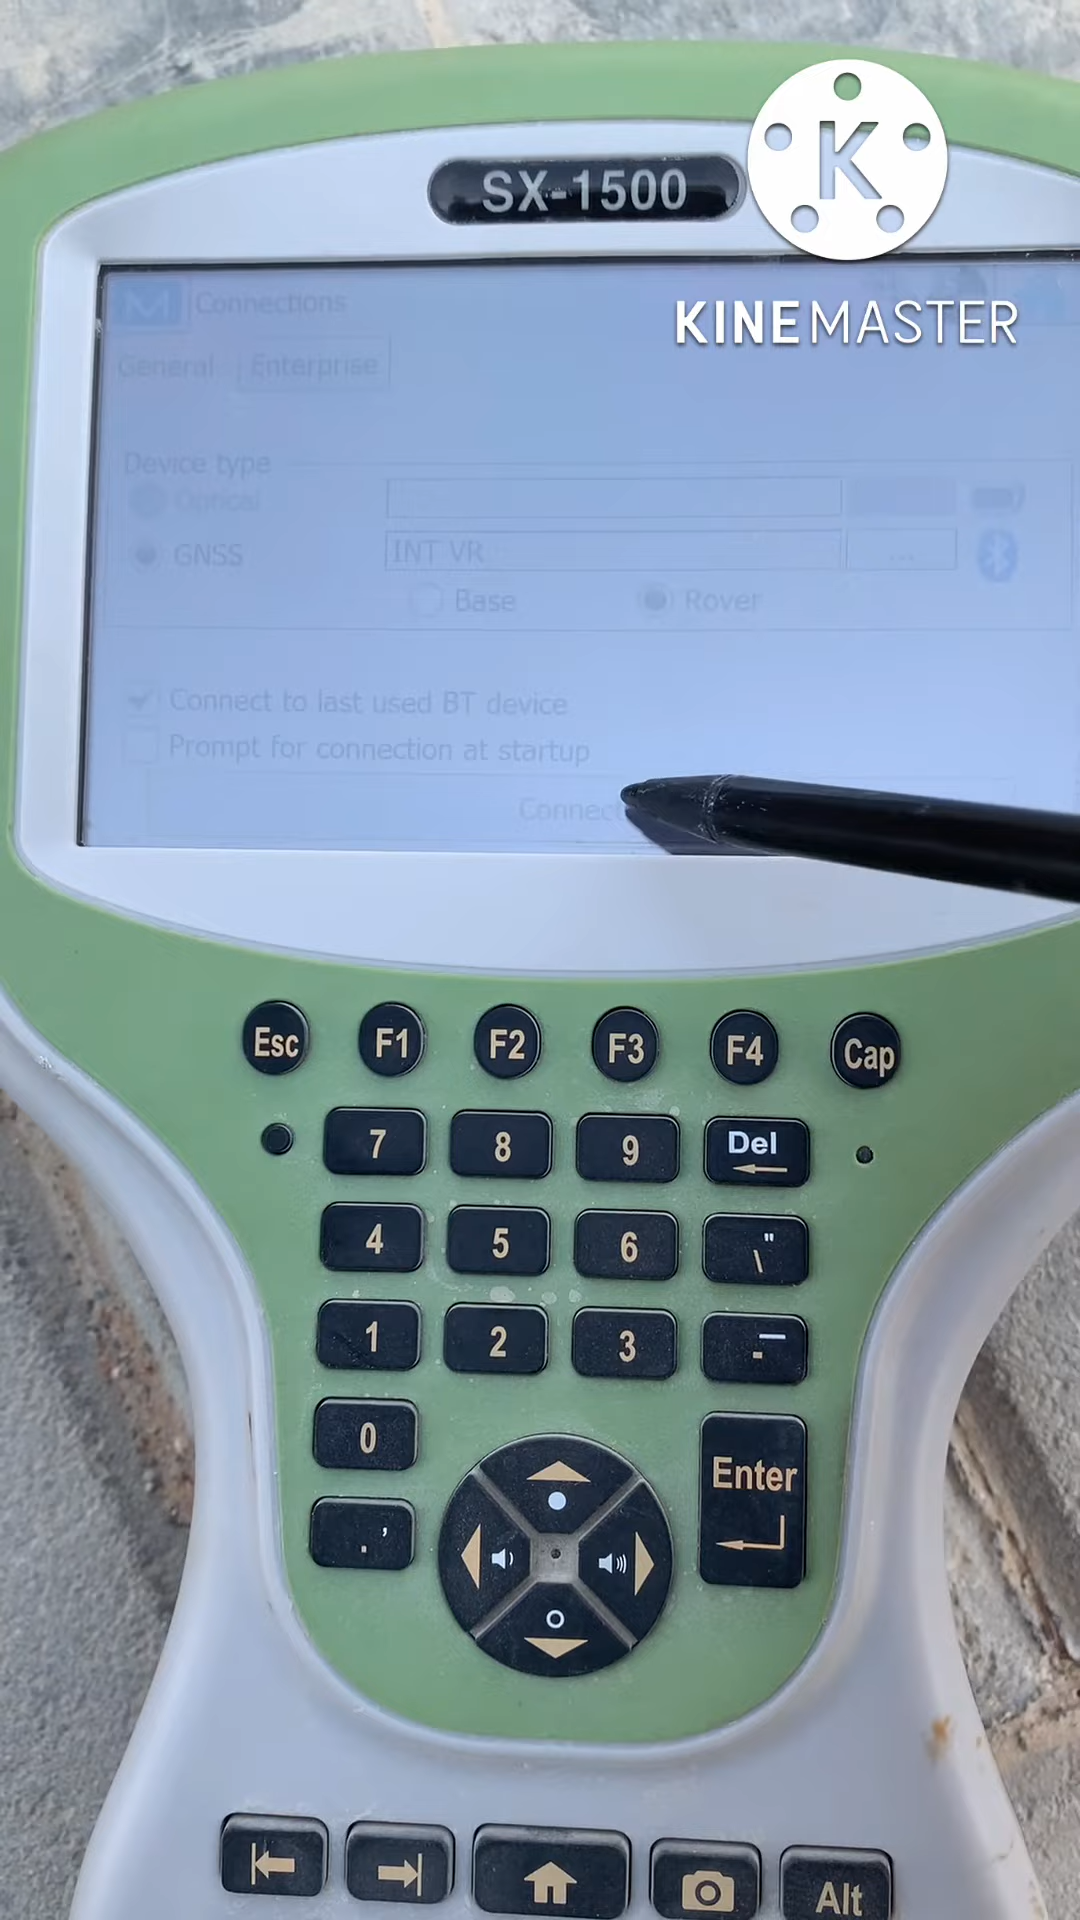 SX-1500
K
KINEMASTER
Connections
General Enterprise
Device type
Optical
GNSS INT VR ...
Base Rover
Connect to last used BT device
Prompt for connection at startup
Connect
Esc F1 F2 F3 F4 Cap
7 8 9 Del
4 5 6 \ "
1 2 3 - _
0 Enter
. ,
Alt